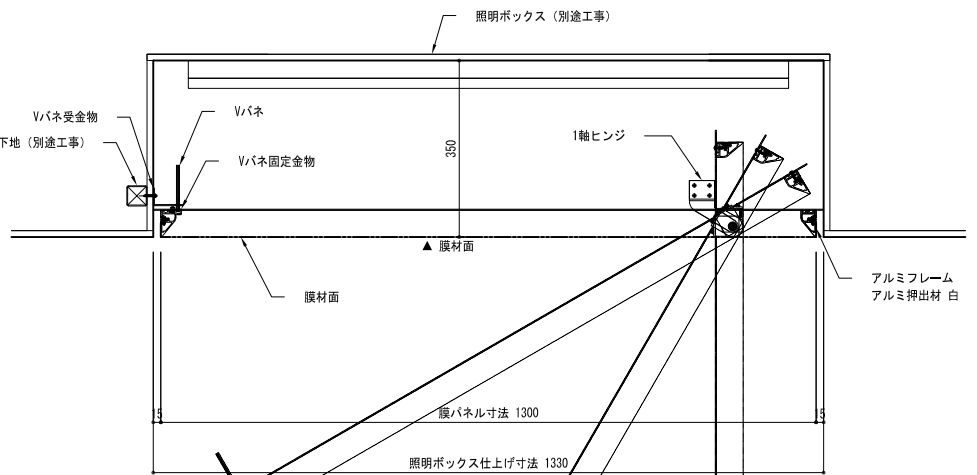 照明ボックス（別途工事）
Vバネ受金物
Vバネ
下地（別途工事）
Vバネ固定金物
1軸ヒンジ
350
▲ 膜材面
膜材面
アルミフレーム
アルミ押出材 白
15
膜パネル寸法 1300
15
照明ボックス仕上げ寸法 1330